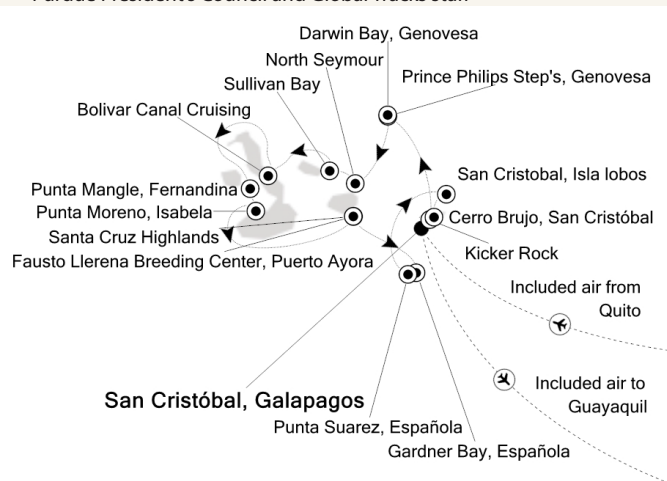 Darwin Bay, Genovesa
North Seymour
Prince Philips Step's, Genovesa
Sullivan Bay
Bolivar Canal Cruising
San Cristobal, Isla lobos
Punta Mangle, Fernandina
Punta Moreno, Isabela
Cerro Brujo, San Cristóbal
Santa Cruz Highlands
Kicker Rock
Fausto Llerena Breeding Center, Puerto Ayora
Included air from
Quito
Included air to
Guayaquil
San Cristóbal, Galapagos
Punta Suarez, Española
Gardner Bay, Española